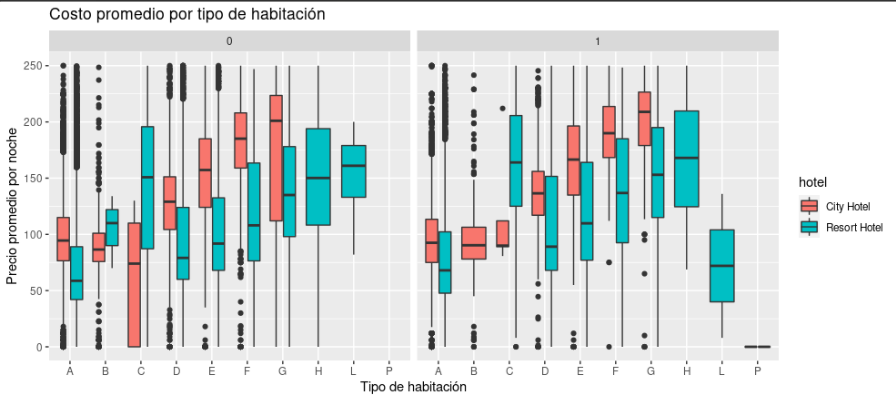 Costo promedio por tipo de habitación
0 1
250
200
150
100
50
0
Precio promedio por noche
A B C D E F G H L P A B C D E F G H L P
Tipo de habitación
hotel
City Hotel
Resort Hotel